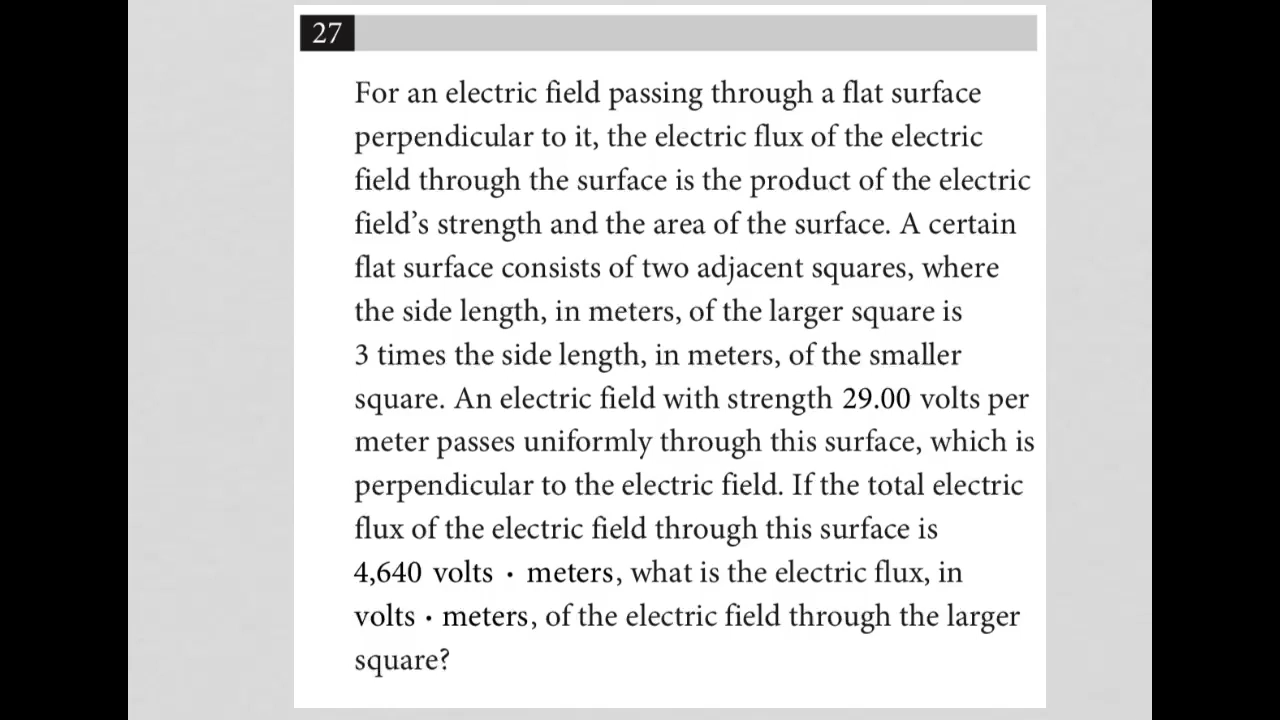 27
For an electric field passing through a flat surface
perpendicular to it, the electric flux of the electric
field through the surface is the product of the electric
field’s strength and the area of the surface. A certain
flat surface consists of two adjacent squares, where
the side length, in meters, of the larger square is
3 times the side length, in meters, of the smaller
square. An electric field with strength 29.00 volts per
meter passes uniformly through this surface, which is
perpendicular to the electric field. If the total electric
flux of the electric field through this surface is
4,640 volts · meters, what is the electric flux, in
volts · meters, of the electric field through the larger
square?